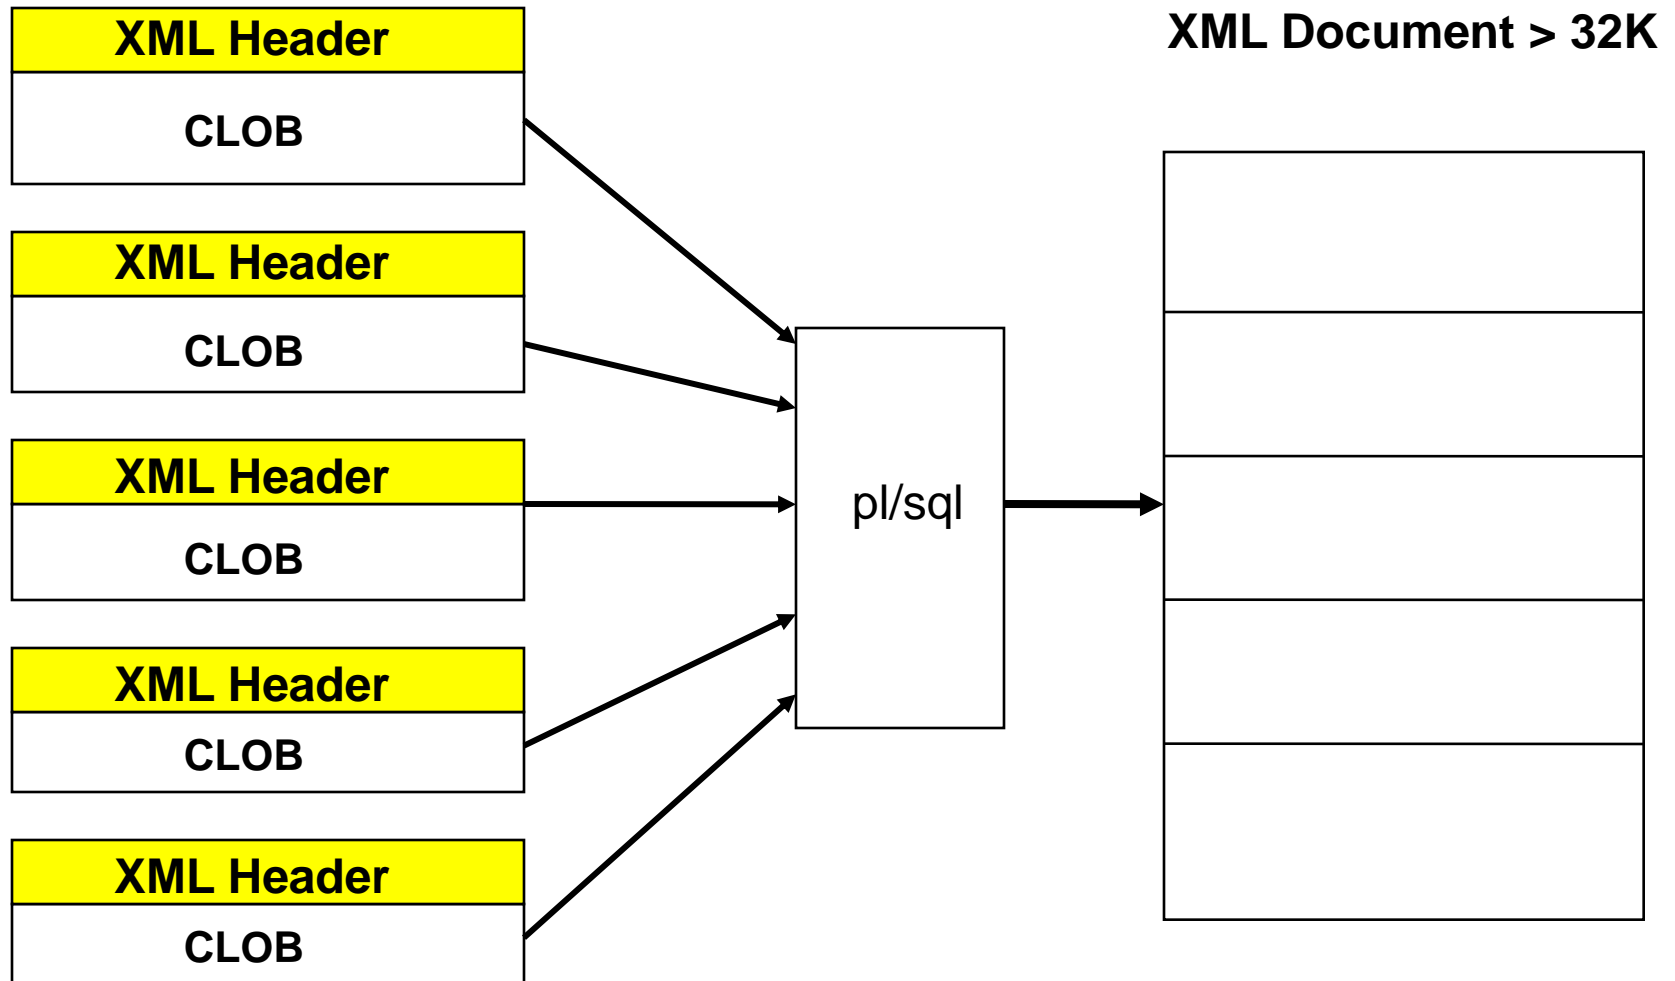 XML Header
CLOB
XML Header
CLOB
XML Header
CLOB
XML Header
CLOB
XML Header
CLOB
pl/sql
XML Document > 32K